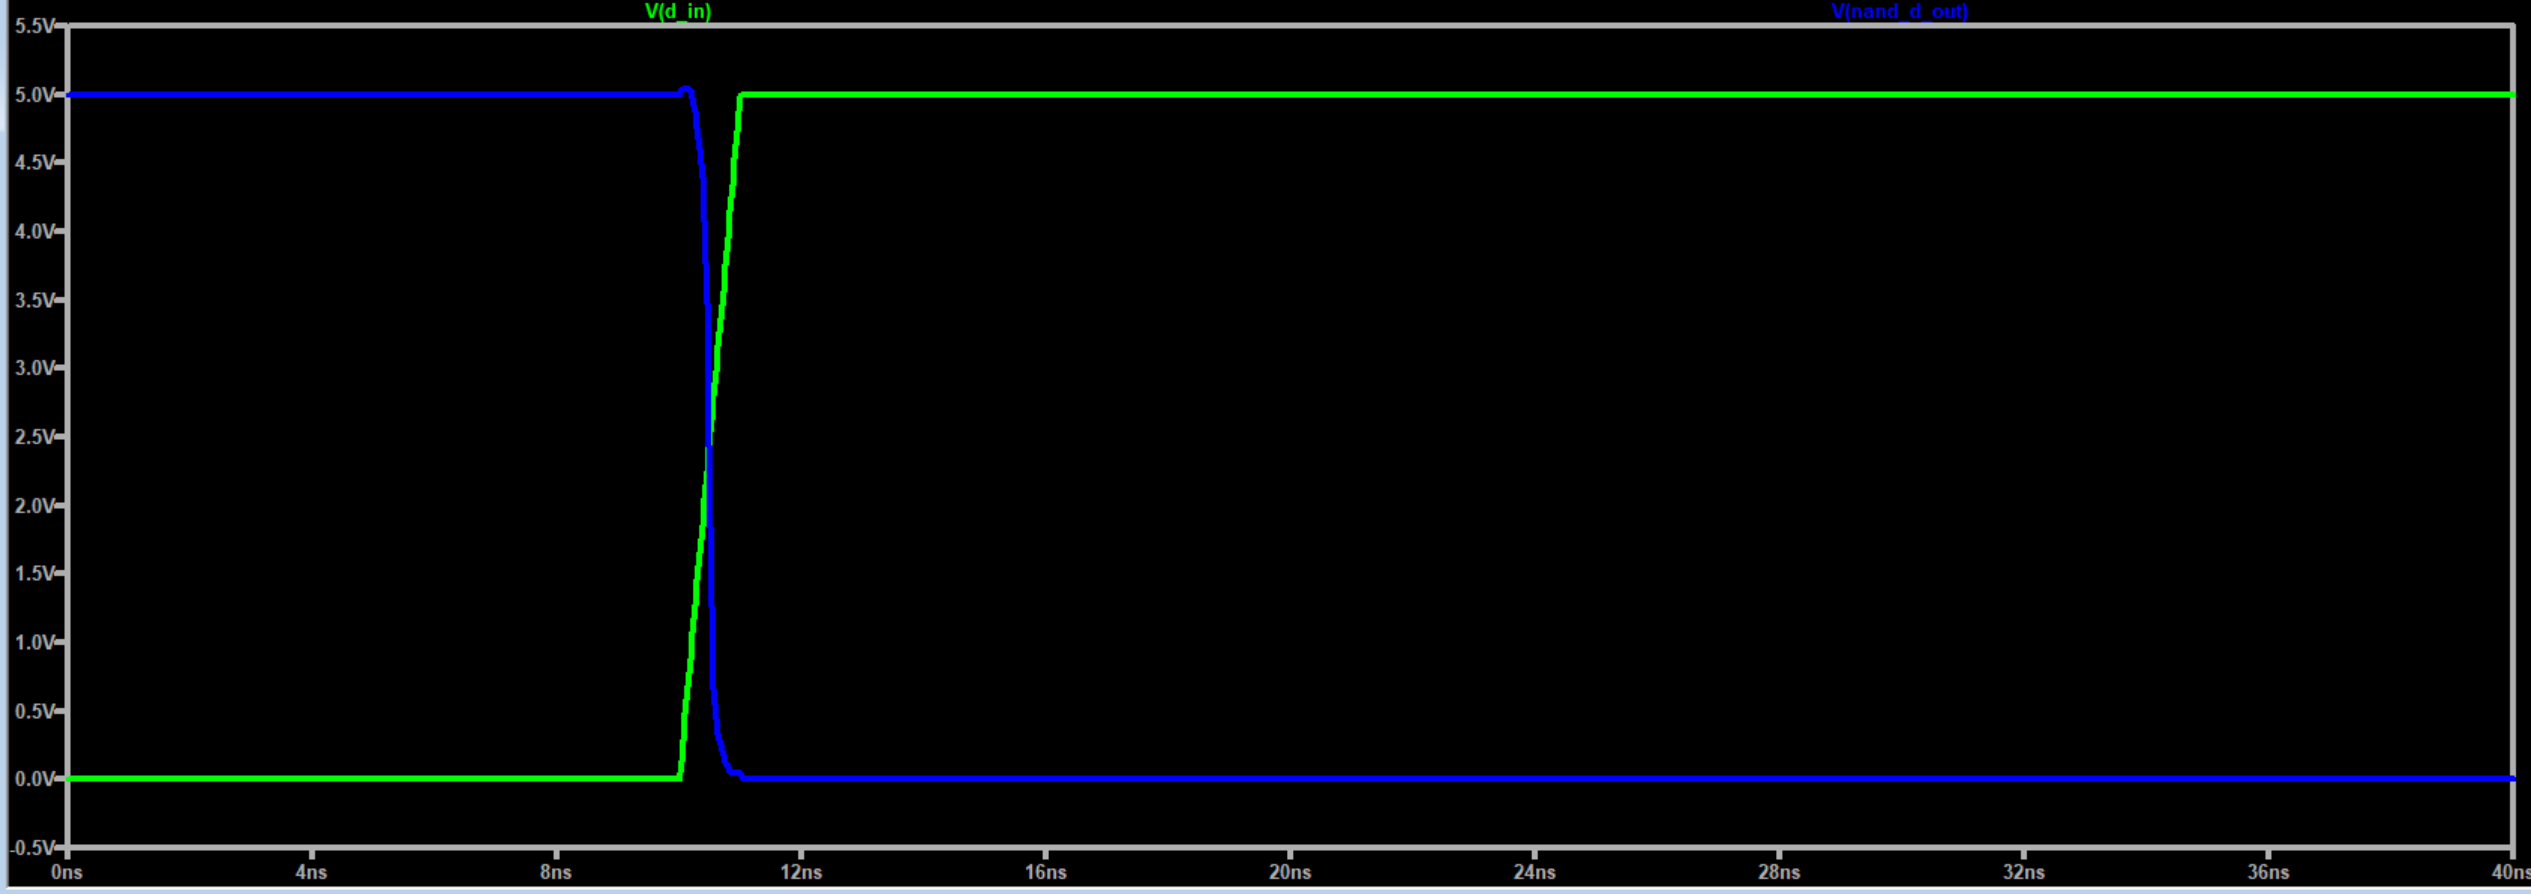 V(d_in) V(nand_d_out)
5.5V
5.0V
4.5V
4.0V
3.5V
3.0V
2.5V
2.0V
1.5V
1.0V
0.5V
0.0V
-0.5V
0ns 4ns 8ns 12ns 16ns 20ns 24ns 28ns 32ns 36ns 40ns